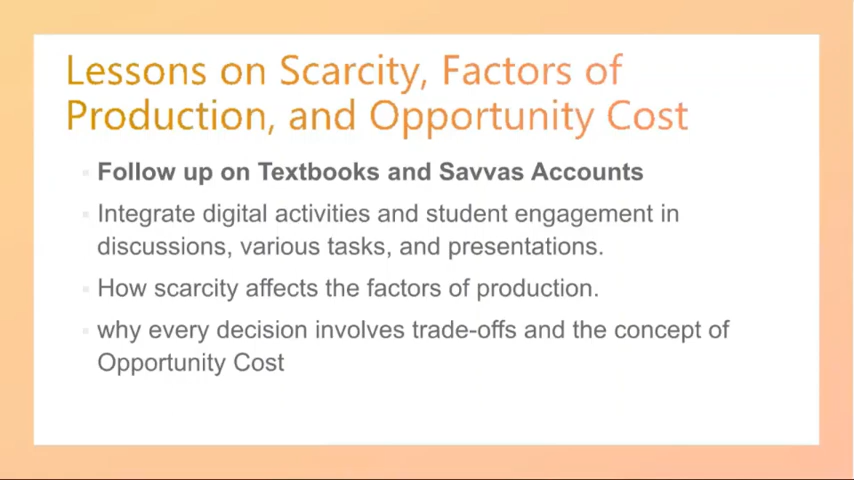 Lessons on Scarcity, Factors of
Production, and Opportunity Cost
Follow up on Textbooks and Savvas Accounts
Integrate digital activities and student engagement in
discussions, various tasks, and presentations.
How scarcity affects the factors of production.
why every decision involves trade-offs and the concept of
Opportunity Cost